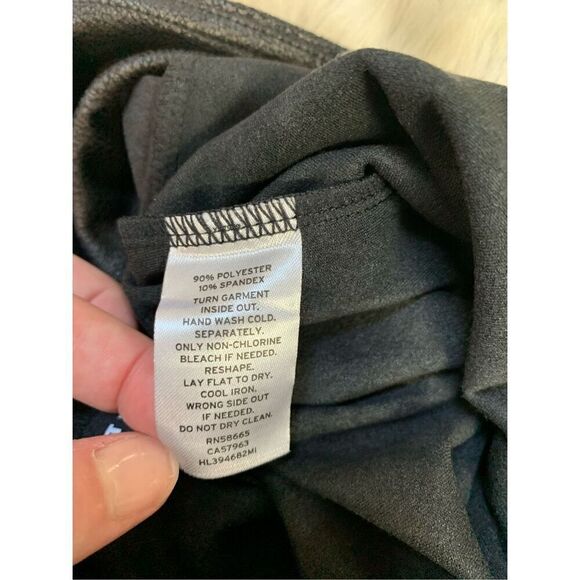 90% POLYESTER
10% SPANDEX
TURN GARMENT
INSIDE OUT.
HAND WASH COLD.
SEPARATELY.
ONLY NON-CHLORINE
BLEACH IF NEEDED.
RESHAPE.
LAY FLAT TO DRY.
COOL IRON.
WRONG SIDE OUT
IF NEEDED.
DO NOT DRY CLEAN.
RN58665
CA57963
HL394682MI